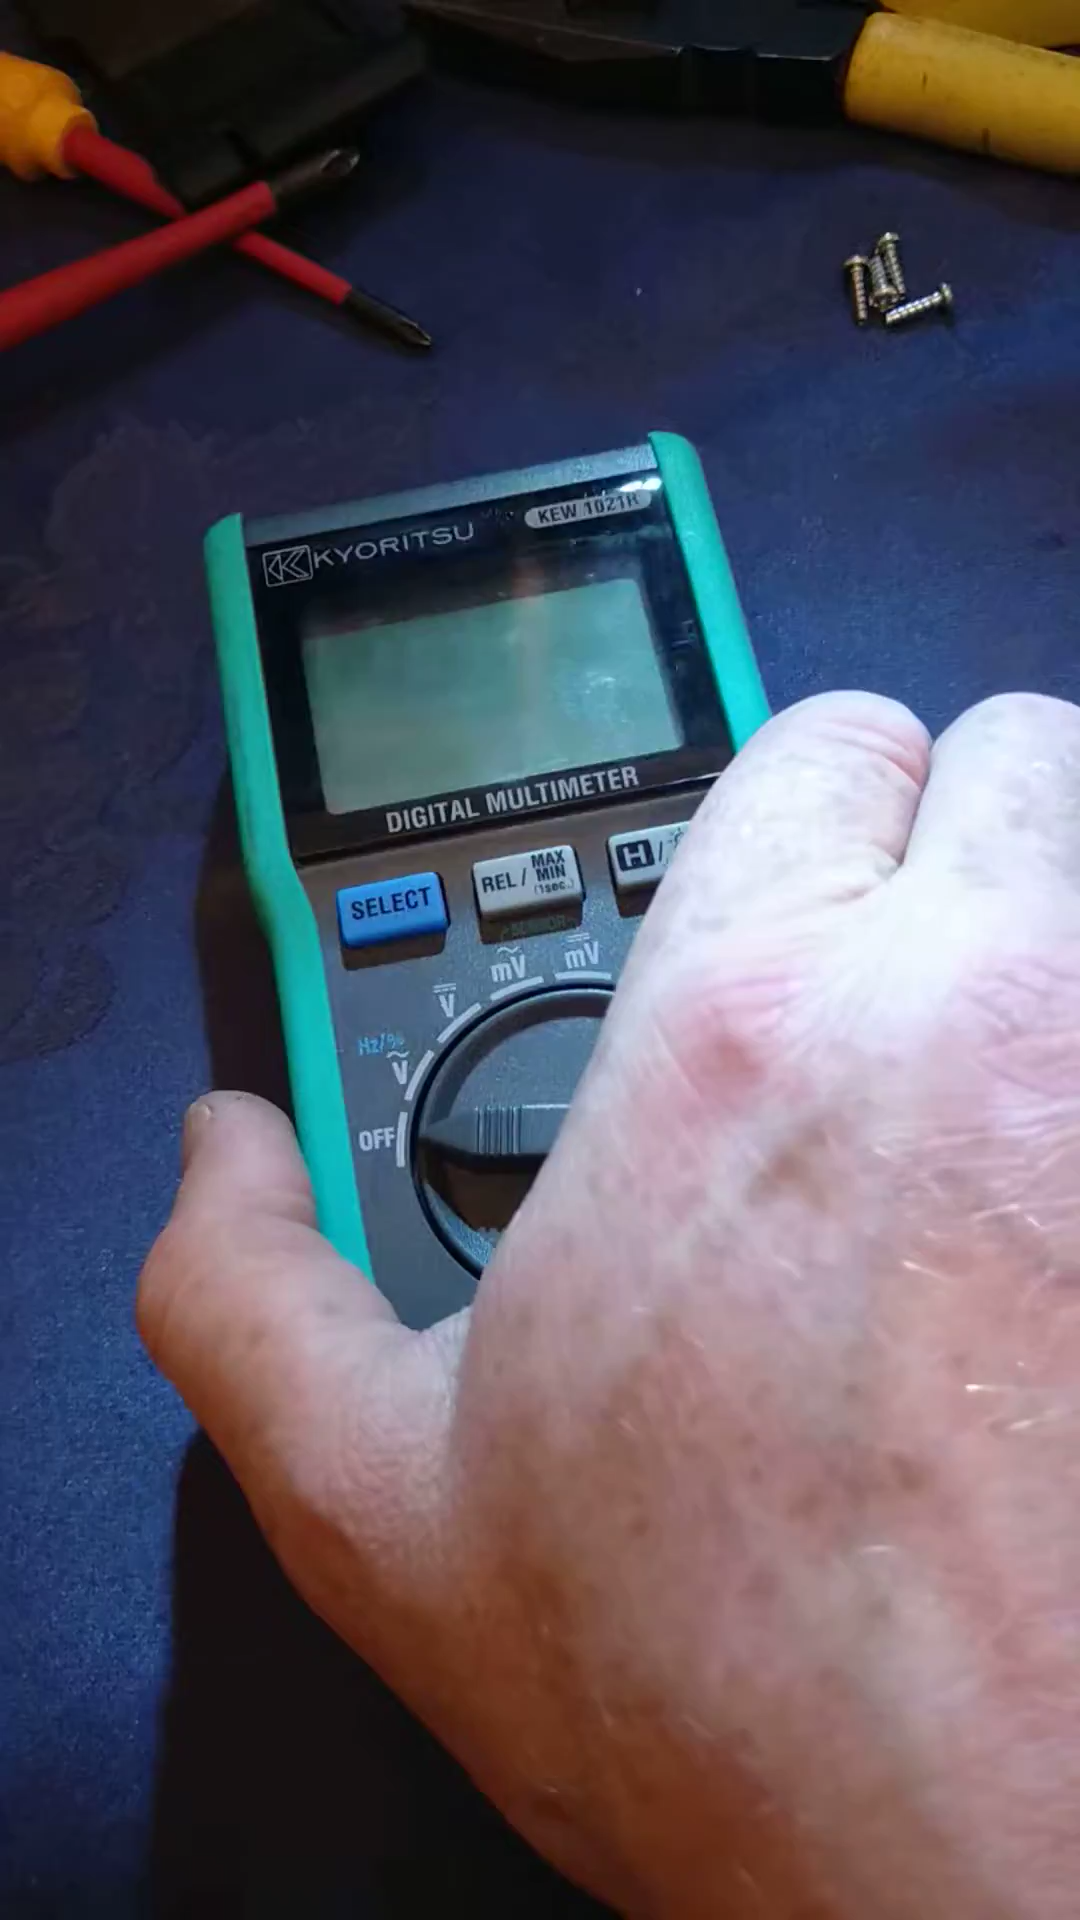 KYORITSU
KEW 1021R
DIGITAL MULTIMETER
SELECT
REL / MAX MIN (1sec.)
H /
mV
mV
V
Hz/%
V
OFF